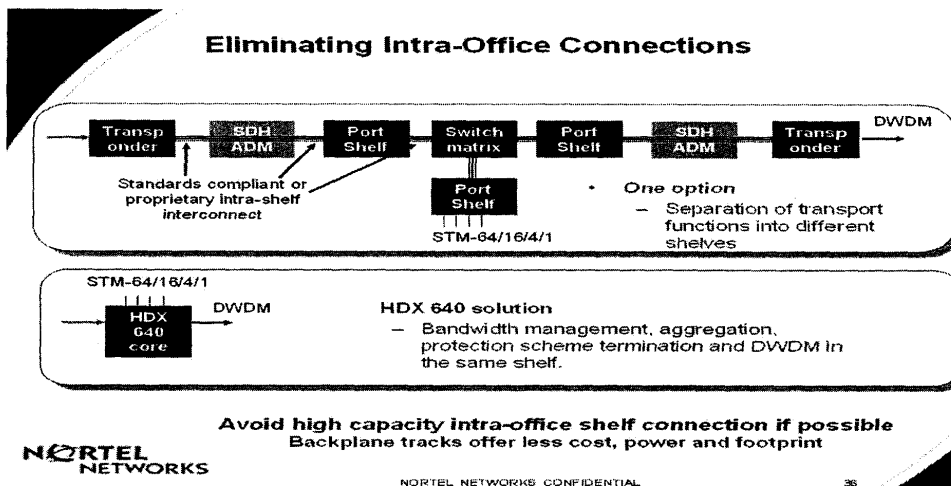 Eliminating Intra-Office Connections
Transp
onder
SDH
ADM
Port
Shelf
Switch
matrix
Port
Shelf
SDH
ADM
Transp
onder
DWDM
Standards compliant or
proprietary intra-shelf
interconnect
Port
Shelf
STM-64/16/4/1
• One option
– Separation of transport
functions into different
shelves
STM-64/16/4/1
HDX
640
core
DWDM
HDX 640 solution
– Bandwidth management, aggregation,
protection scheme termination and DWDM in
the same shelf.
Avoid high capacity intra-office shelf connection if possible
Backplane tracks offer less cost, power and footprint
NORTEL
NETWORKS
NORTEL NETWORKS CONFIDENTIAL
36